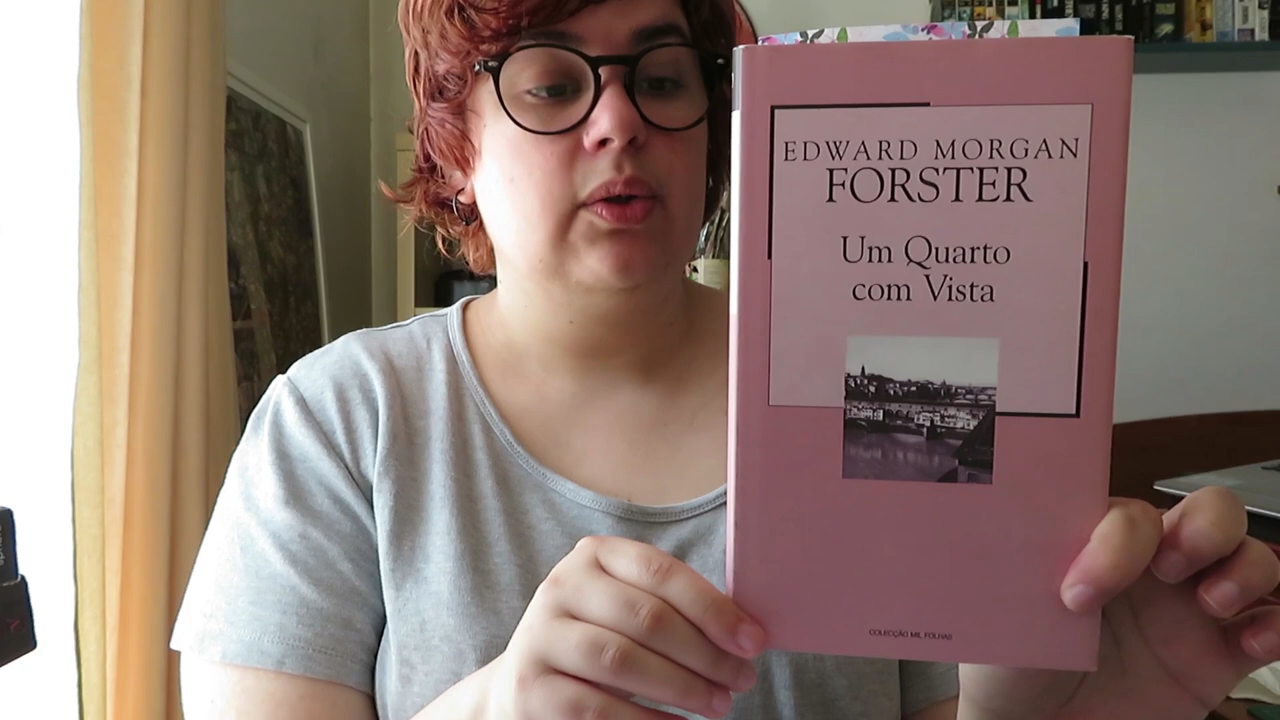 EDWARD MORGAN
FORSTER
Um Quarto
com Vista
COLECÇÃO MIL FOLHAS